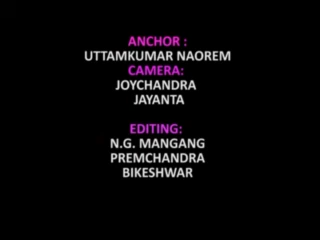 ANCHOR :
UTTAMKUMAR NAOREM
CAMERA:
JOYCHANDRA
JAYANTA
EDITING:
N.G. MANGANG
PREMCHANDRA
BIKESHWAR